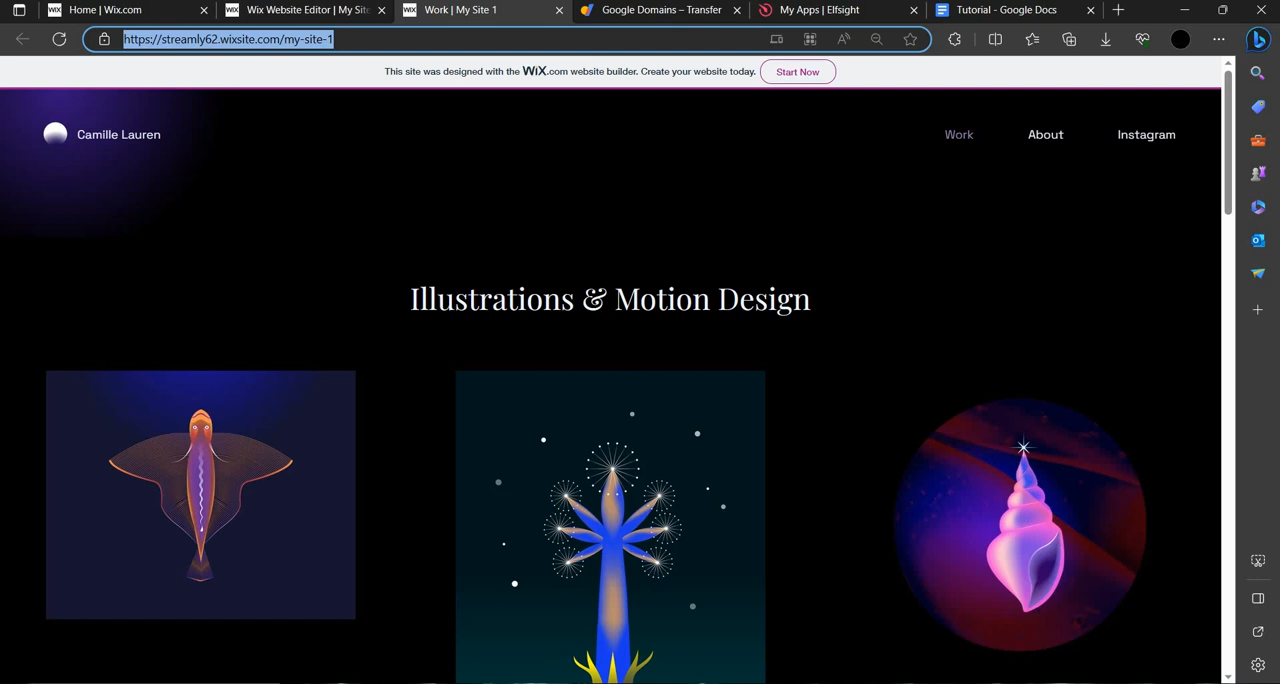 Home | Wix.com
Wix Website Editor | My Site
Work | My Site 1
Google Domains – Transfer
My Apps | Elfsight
Tutorial - Google Docs
https://streamly62.wixsite.com/my-site-1
This site was designed with the WiX.com website builder. Create your website today.
Start Now
Camille Lauren
Work
About
Instagram
Illustrations & Motion Design